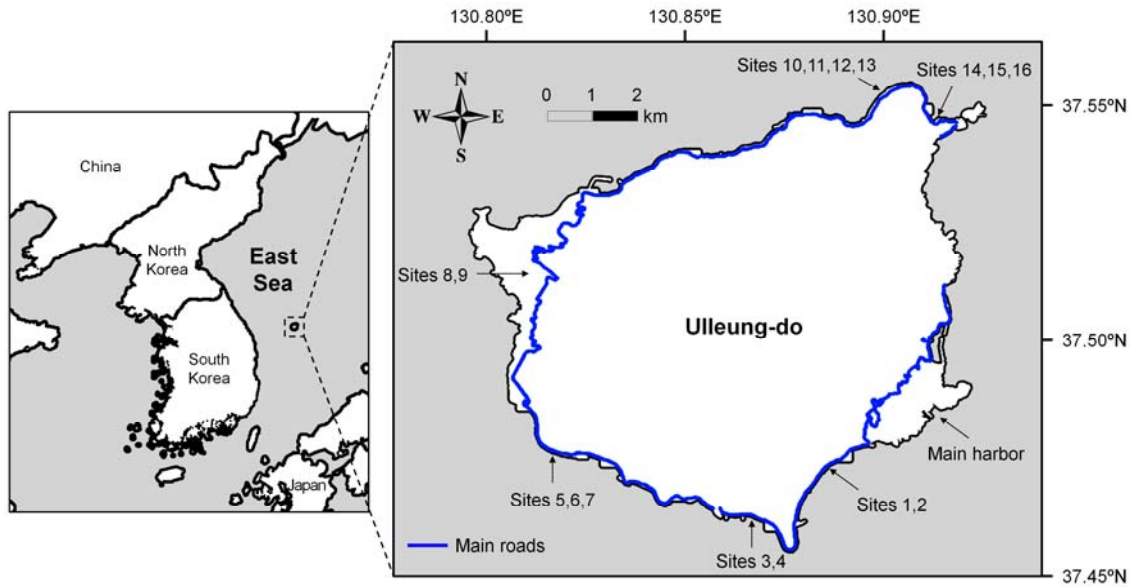 130.80ºE
130.85ºE
130.90ºE
China
North
Korea
East
Sea
South
Korea
Japan
N
W
E
S
0
1
2
km
Sites 10,11,12,13
Sites 14,15,16
37.55ºN
Sites 8,9
Ulleung-do
37.50ºN
Main harbor
Sites 5,6,7
Sites 1,2
Sites 3,4
Main roads
37.45ºN